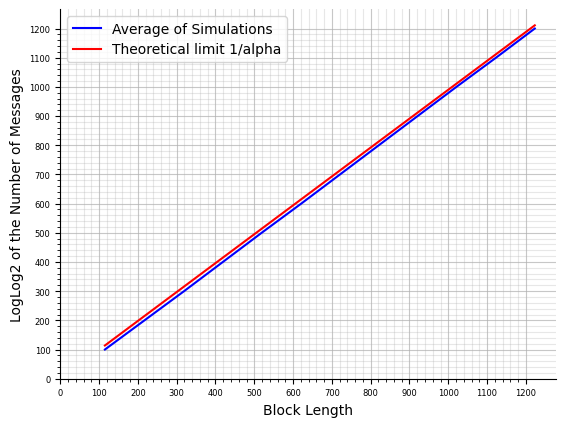 Average of Simulations
Theoretical limit 1/alpha
LogLog2 of the Number of Messages
1200
1100
1000
900
800
700
600
500
400
300
200
100
0
0 100 200 300 400 500 600 700 800 900 1000 1100 1200
Block Length